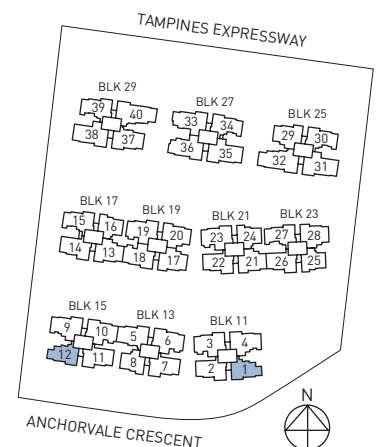 TAMPINES EXPRESSWAY
BLK 29
BLK 27
BLK 25
39 40
38 37
33 34
36 35
29 30
32 31
BLK 17
BLK 19
BLK 21
BLK 23
15 16
14 13
19 20
18 17
23 24
22 21
27 28
26 25
BLK 15
BLK 13
BLK 11
9 10
12 11
5 6
8 7
3 4
2 1
ANCHORVALE CRESCENT
N